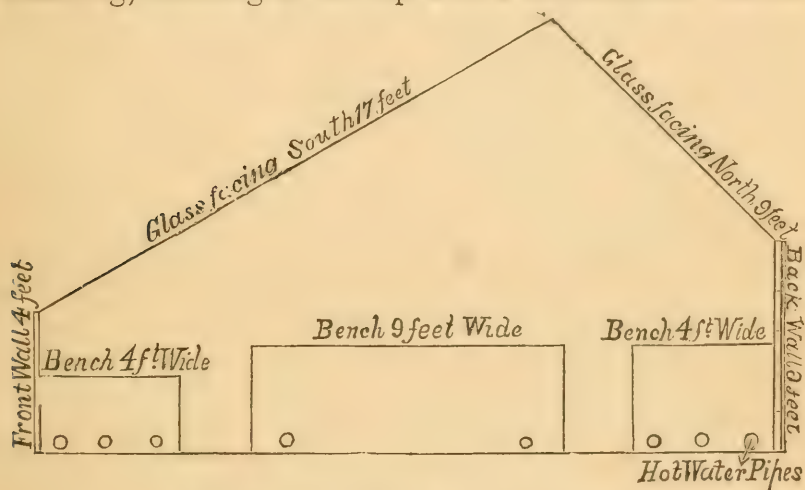 Glass facing South 17 feet
Glass facing North 9 feet
Front Wall 4 feet
Bench 4 ft. Wide
Bench 9 feet Wide
Bench 4 ft. Wide
Back Wall feet
Hot Water Pipes